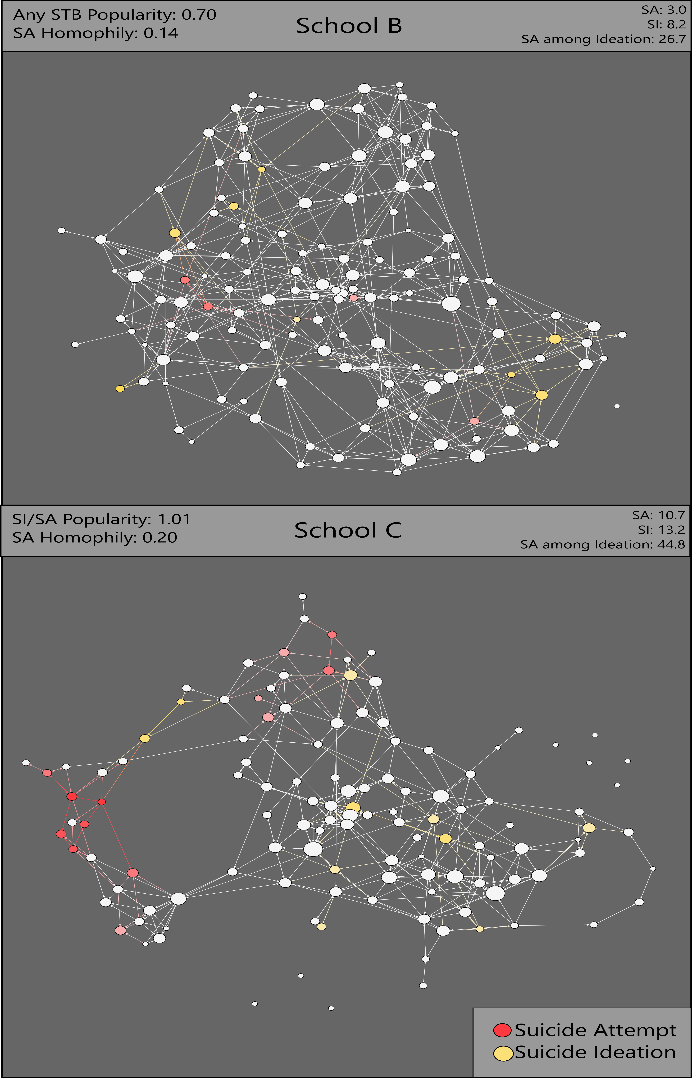 Any STB Popularity: 0.70
SA Homophily: 0.14
School B
SA: 3.0
SI: 8.2
SA among Ideation: 26.7
SI/SA Popularity: 1.01
SA Homophily: 0.20
School C
SA: 10.7
SI: 13.2
SA among Ideation: 44.8
Suicide Attempt
Suicide Ideation